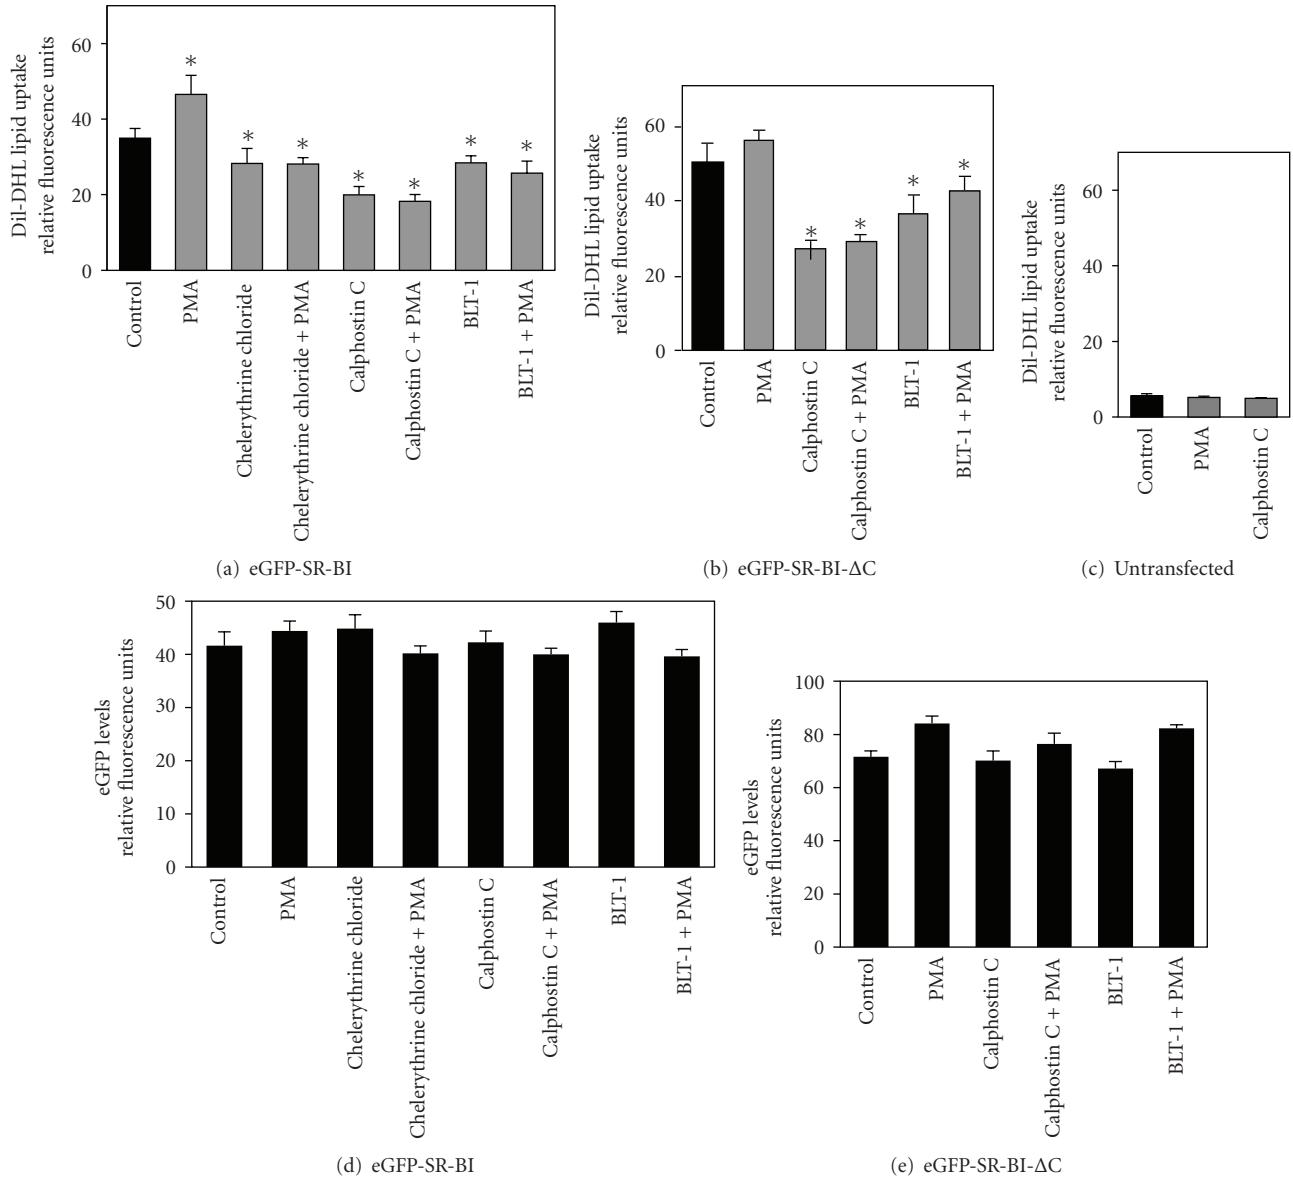 Dil-DHL lipid uptake
relative fluorescence units
60
40
20
0
*
*
*
*
*
*
*
Control
PMA
Chelerythrine chloride
Chelerythrine chloride + PMA
Calphostin C
Calphostin C + PMA
BLT-1
BLT-1 + PMA
(a) eGFP-SR-BI
Dil-DHL lipid uptake
relative fluorescence units
60
40
20
0
*
*
*
*
Control
PMA
Calphostin C
Calphostin C + PMA
BLT-1
BLT-1 + PMA
(b) eGFP-SR-BI-ΔC
Dil-DHL lipid uptake
relative fluorescence units
60
40
20
0
Control
PMA
Calphostin C
(c) Untransfected
eGFP levels
relative fluorescence units
50
40
30
20
10
0
Control
PMA
Chelerythrine chloride
Chelerythrine chloride + PMA
Calphostin C
Calphostin C + PMA
BLT-1
BLT-1 + PMA
(d) eGFP-SR-BI
eGFP levels
relative fluorescence units
100
80
60
40
20
0
Control
PMA
Calphostin C
Calphostin C + PMA
BLT-1
BLT-1 + PMA
(e) eGFP-SR-BI-ΔC